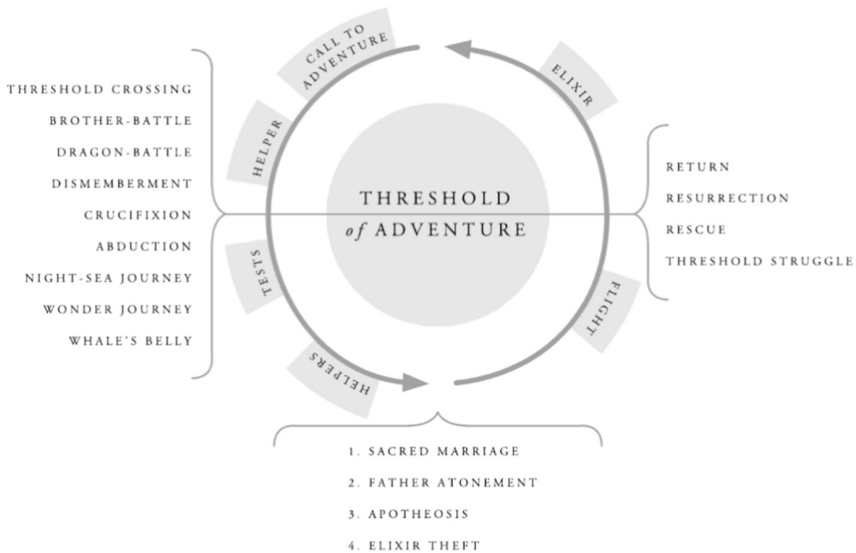 CALL TO
ADVENTURE
HELPER
TESTS
HELPERS
FLIGHT
ELIXIR
THRESHOLD
of ADVENTURE
THRESHOLD CROSSING
BROTHER-BATTLE
DRAGON-BATTLE
DISMEMBERMENT
CRUCIFIXION
ABDUCTION
NIGHT-SEA JOURNEY
WONDER JOURNEY
WHALE'S BELLY
RETURN
RESURRECTION
RESCUE
THRESHOLD STRUGGLE
1. SACRED MARRIAGE
2. FATHER ATONEMENT
3. APOTHEOSIS
4. ELIXIR THEFT